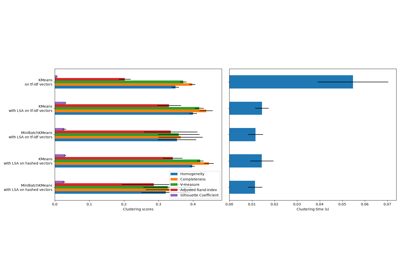 KMeans
on tf-idf vectors
KMeans
with LSA on tf-idf vectors
MiniBatchKMeans
with LSA on tf-idf vectors
KMeans
with LSA on hashed vectors
MiniBatchKMeans
with LSA on hashed vectors
Homogeneity
Completeness
V-measure
Adjusted Rand-Index
Silhouette Coefficient
0.0 0.1 0.2 0.3 0.4
Clustering scores
0.00 0.01 0.02 0.03 0.04 0.05 0.06 0.07
Clustering time (s)